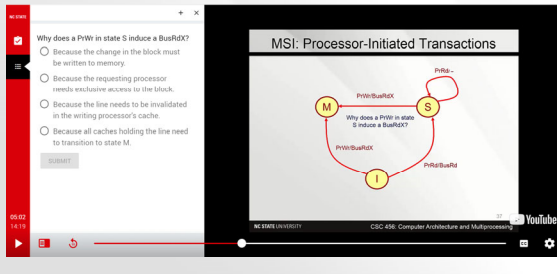 NC STATE
+ ×
Why does a PrWr in state S induce a BusRdX?
Because the change in the block must
be written to memory.
Because the requesting processor
needs exclusive access to the block.
Because the line needs to be invalidated
in the writing processor's cache.
Because all caches holding the line need
to transition to state M.
SUBMIT
MSI: Processor-Initiated Transactions
PrRd/-
PrWr/BusRdX
M
S
Why does a PrWr in state
S induce a BusRdX?
PrWr/BusRdX
PrRd/BusRd
I
37
YouTube
NC STATE UNIVERSITY
CSC 456: Computer Architecture and Multiprocessing
05:02
14:19